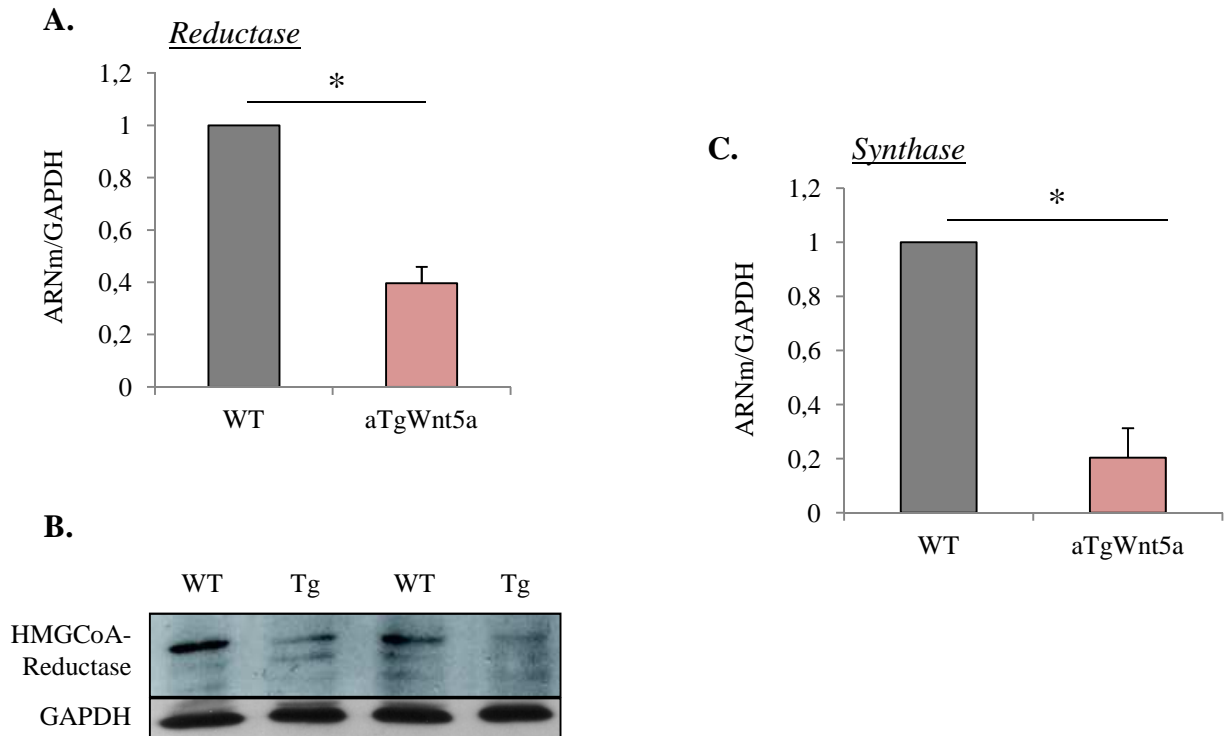 A.
Reductase
*
1,2
1
0,8
0,6
0,4
0,2
0
ARNm/GAPDH
WT aTgWnt5a
B.
WT Tg WT Tg
HMGCoA-
Reductase
GAPDH
C.
Synthase
*
1,2
1
0,8
0,6
0,4
0,2
0
ARNm/GAPDH
WT aTgWnt5a